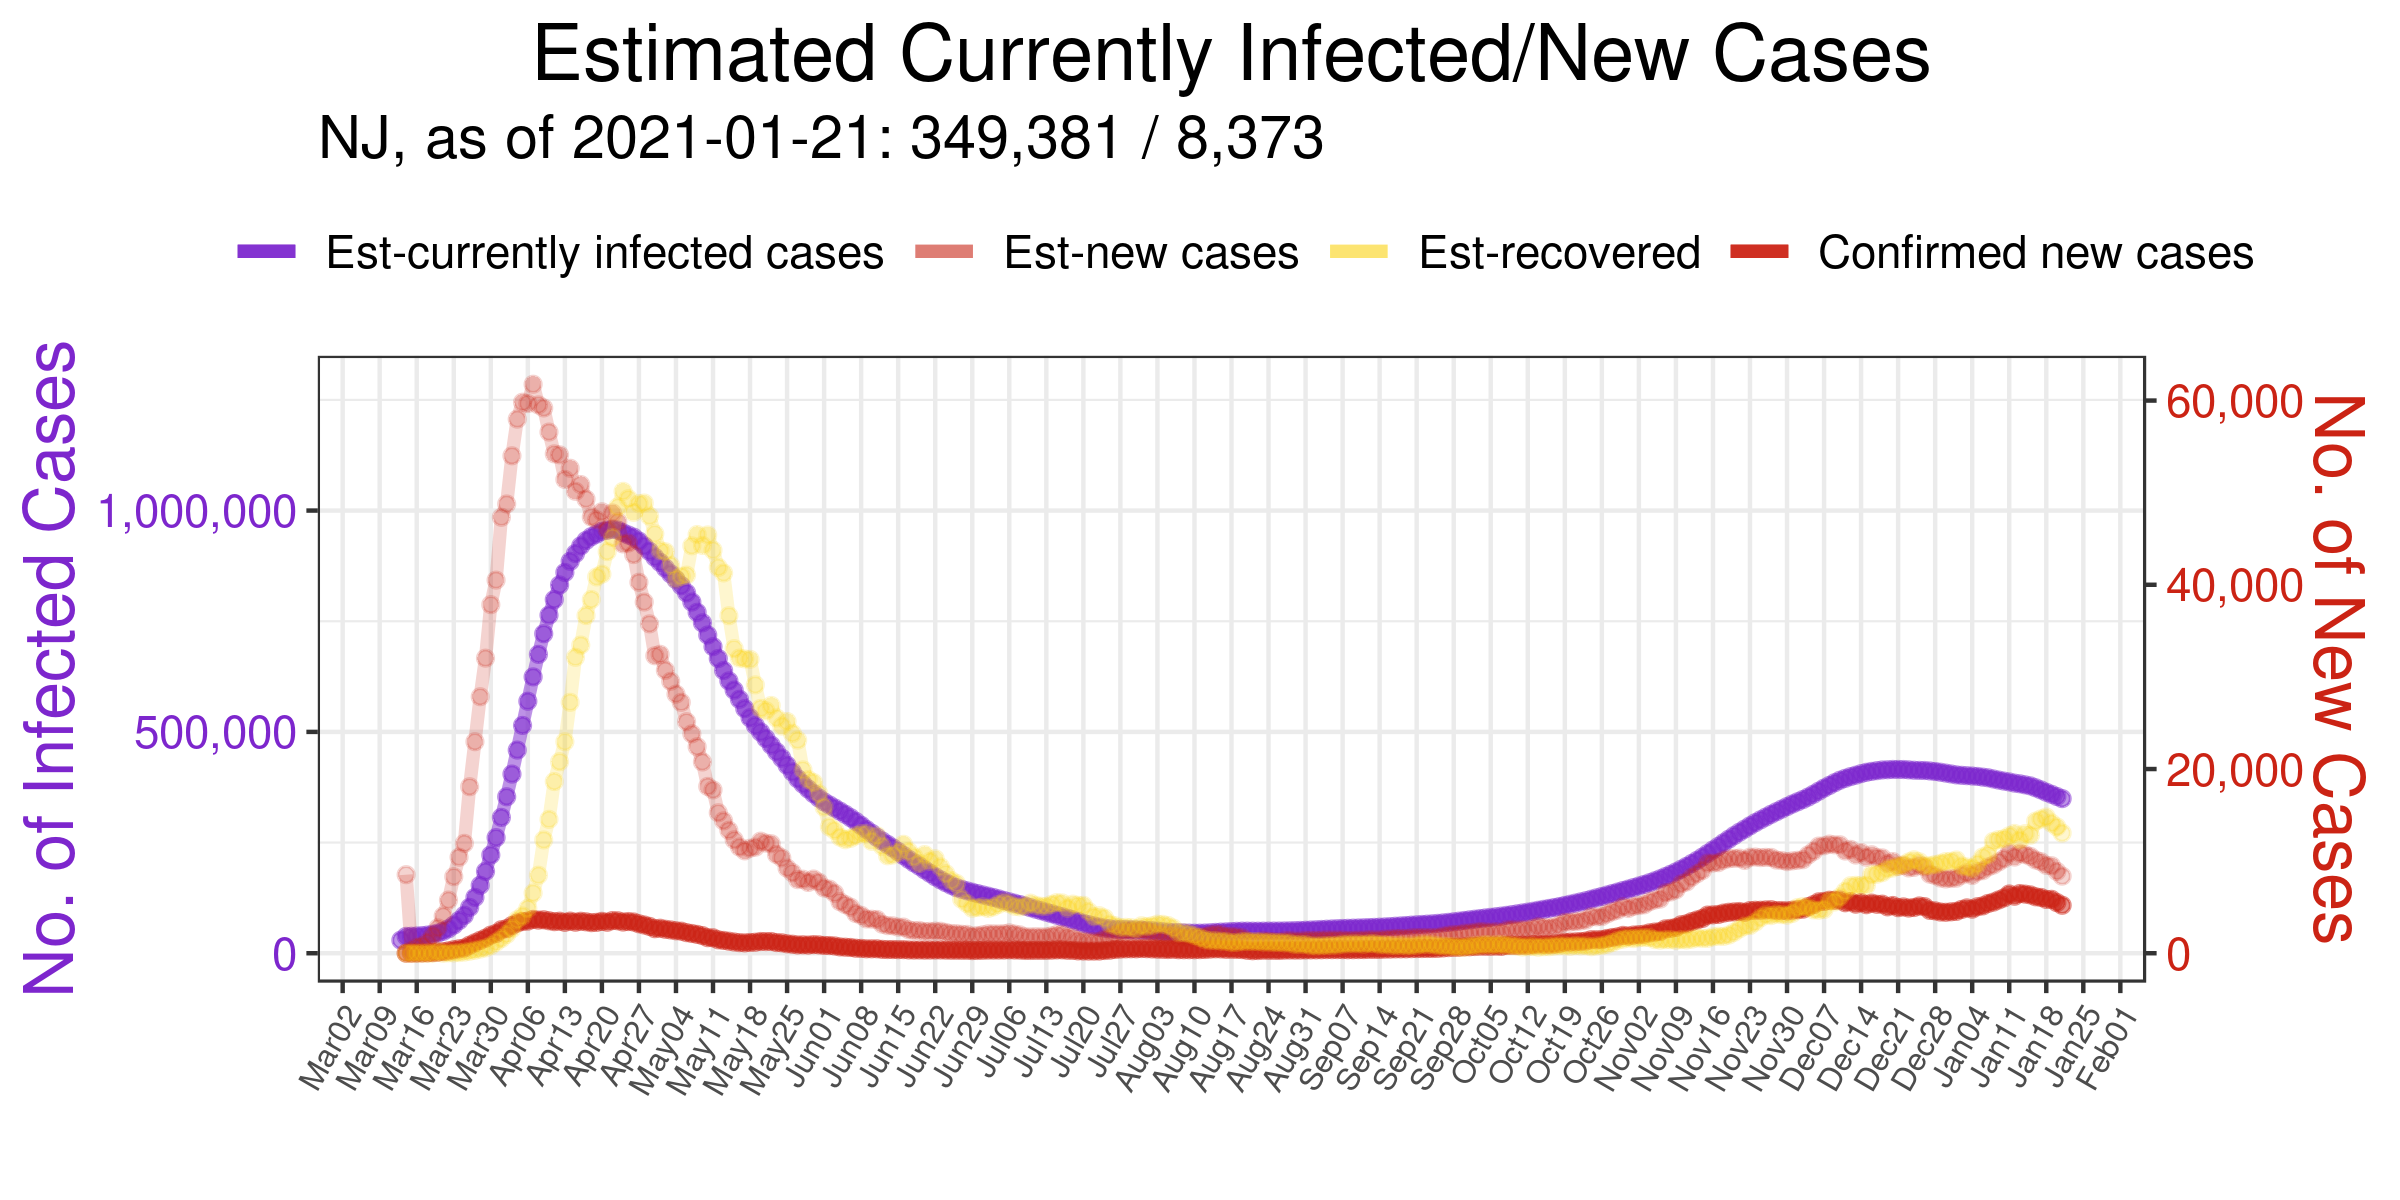 Estimated Currently Infected/New Cases
NJ, as of 2021-01-21: 349,381 / 8,373
Est-currently infected cases Est-new cases Est-recovered Confirmed new cases
No. of Infected Cases
1,000,000
500,000
0
60,000
40,000
20,000
0
No. of New Cases
Mar02 Mar09 Mar16 Mar23 Mar30 Apr06 Apr13 Apr20 Apr27 May04 May11 May18 May25 Jun01 Jun08 Jun15 Jun22 Jun29 Jul06 Jul13 Jul20 Jul27 Aug03 Aug10 Aug17 Aug24 Aug31 Sep07 Sep14 Sep21 Sep28 Oct05 Oct12 Oct19 Oct26 Nov02 Nov09 Nov16 Nov23 Nov30 Dec07 Dec14 Dec21 Dec28 Jan04 Jan11 Jan18 Jan25 Feb01